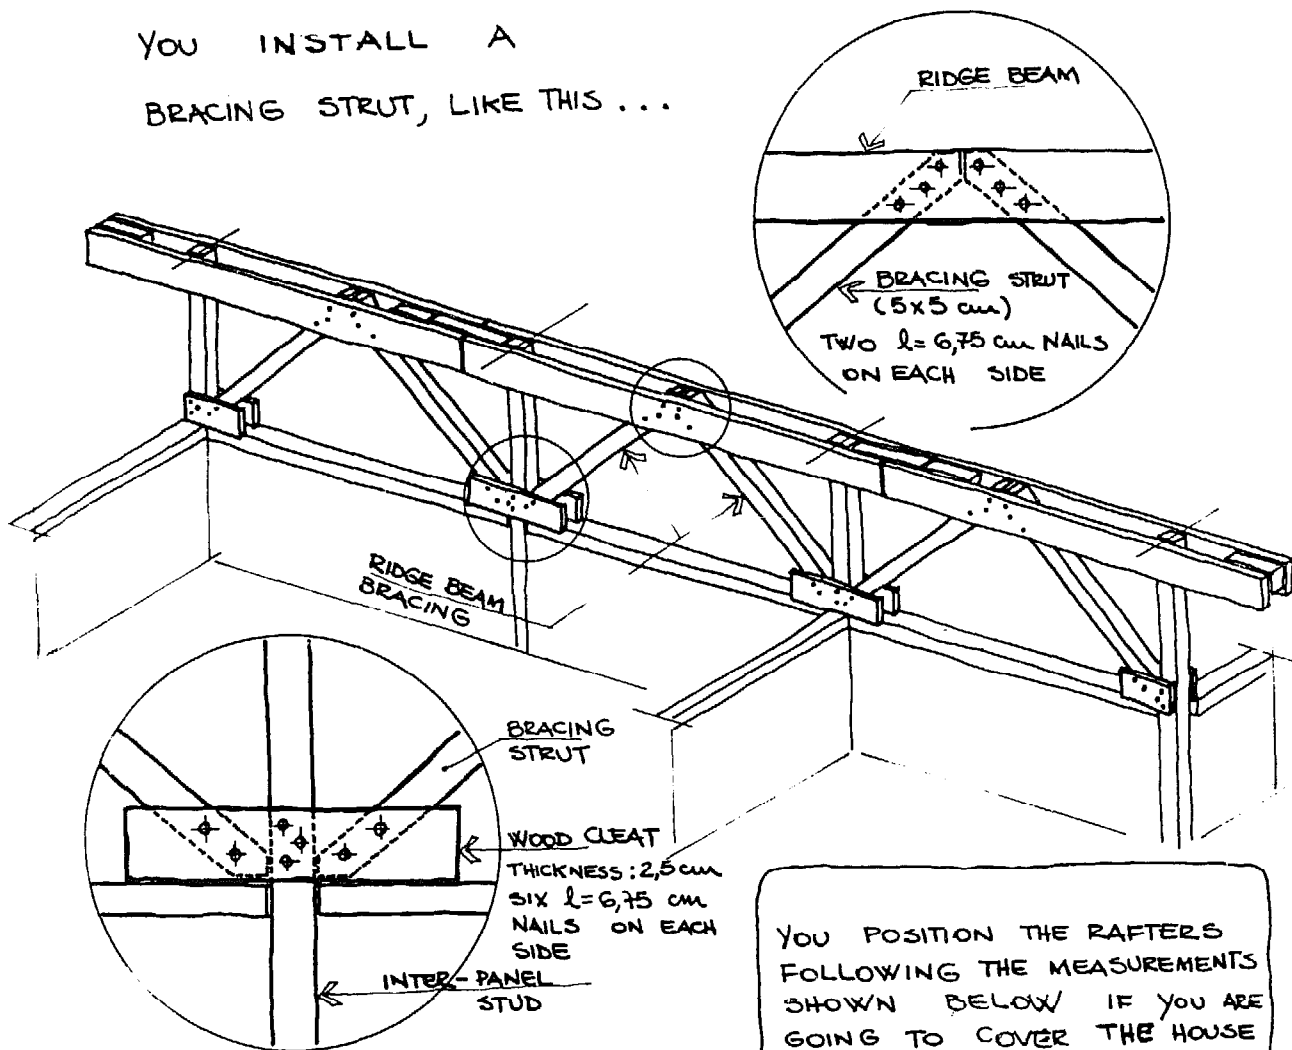 YOU INSTALL A
BRACING STRUT, LIKE THIS ...
RIDGE BEAM
BRACING STRUT
(5x5 cm)
TWO l= 6,75 cm NAILS
ON EACH SIDE
RIDGE BEAM
BRACING
BRACING
STRUT
WOOD CLEAT
THICKNESS: 2,5 cm
SIX l= 6,75 cm
NAILS ON EACH
SIDE
INTER-PANEL
STUD
YOU POSITION THE RAFTERS
FOLLOWING THE MEASUREMENTS
SHOWN BELOW IF YOU ARE
GOING TO COVER THE HOUSE